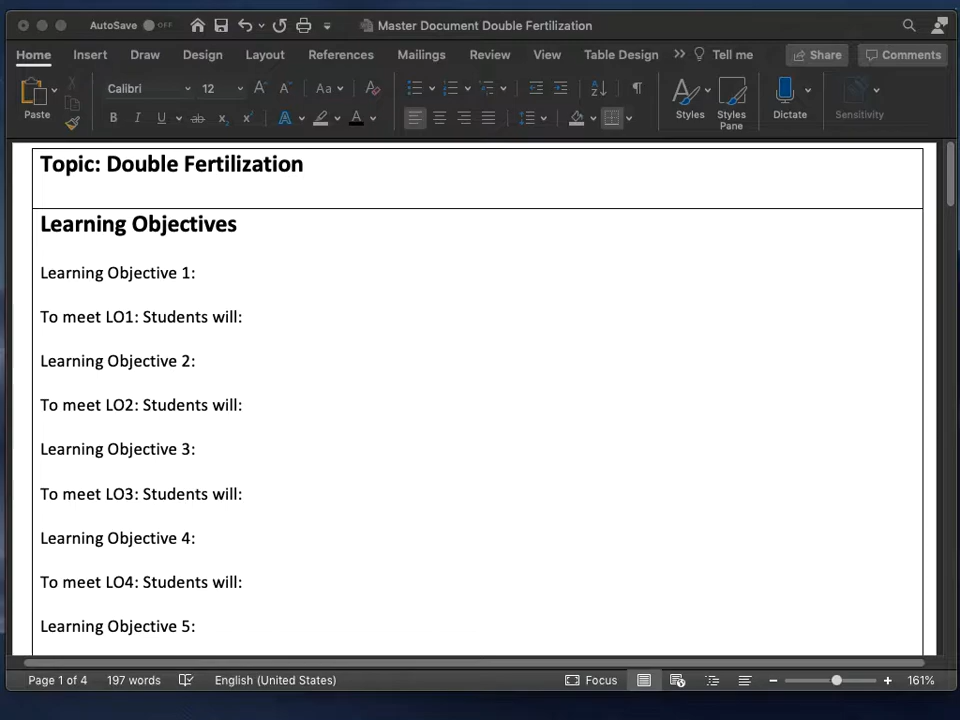 AutoSave OFF Master Document Double Fertilization
Home Insert Draw Design Layout References Mailings Review View Table Design Tell me Share Comments
Paste Calibri 12 Aa Styles Styles Pane Dictate Sensitivity
B I U ab x x A A
Topic: Double Fertilization
Learning Objectives
Learning Objective 1:
To meet LO1: Students will:
Learning Objective 2:
To meet LO2: Students will:
Learning Objective 3:
To meet LO3: Students will:
Learning Objective 4:
To meet LO4: Students will:
Learning Objective 5:
Page 1 of 4 197 words English (United States) Focus 161%